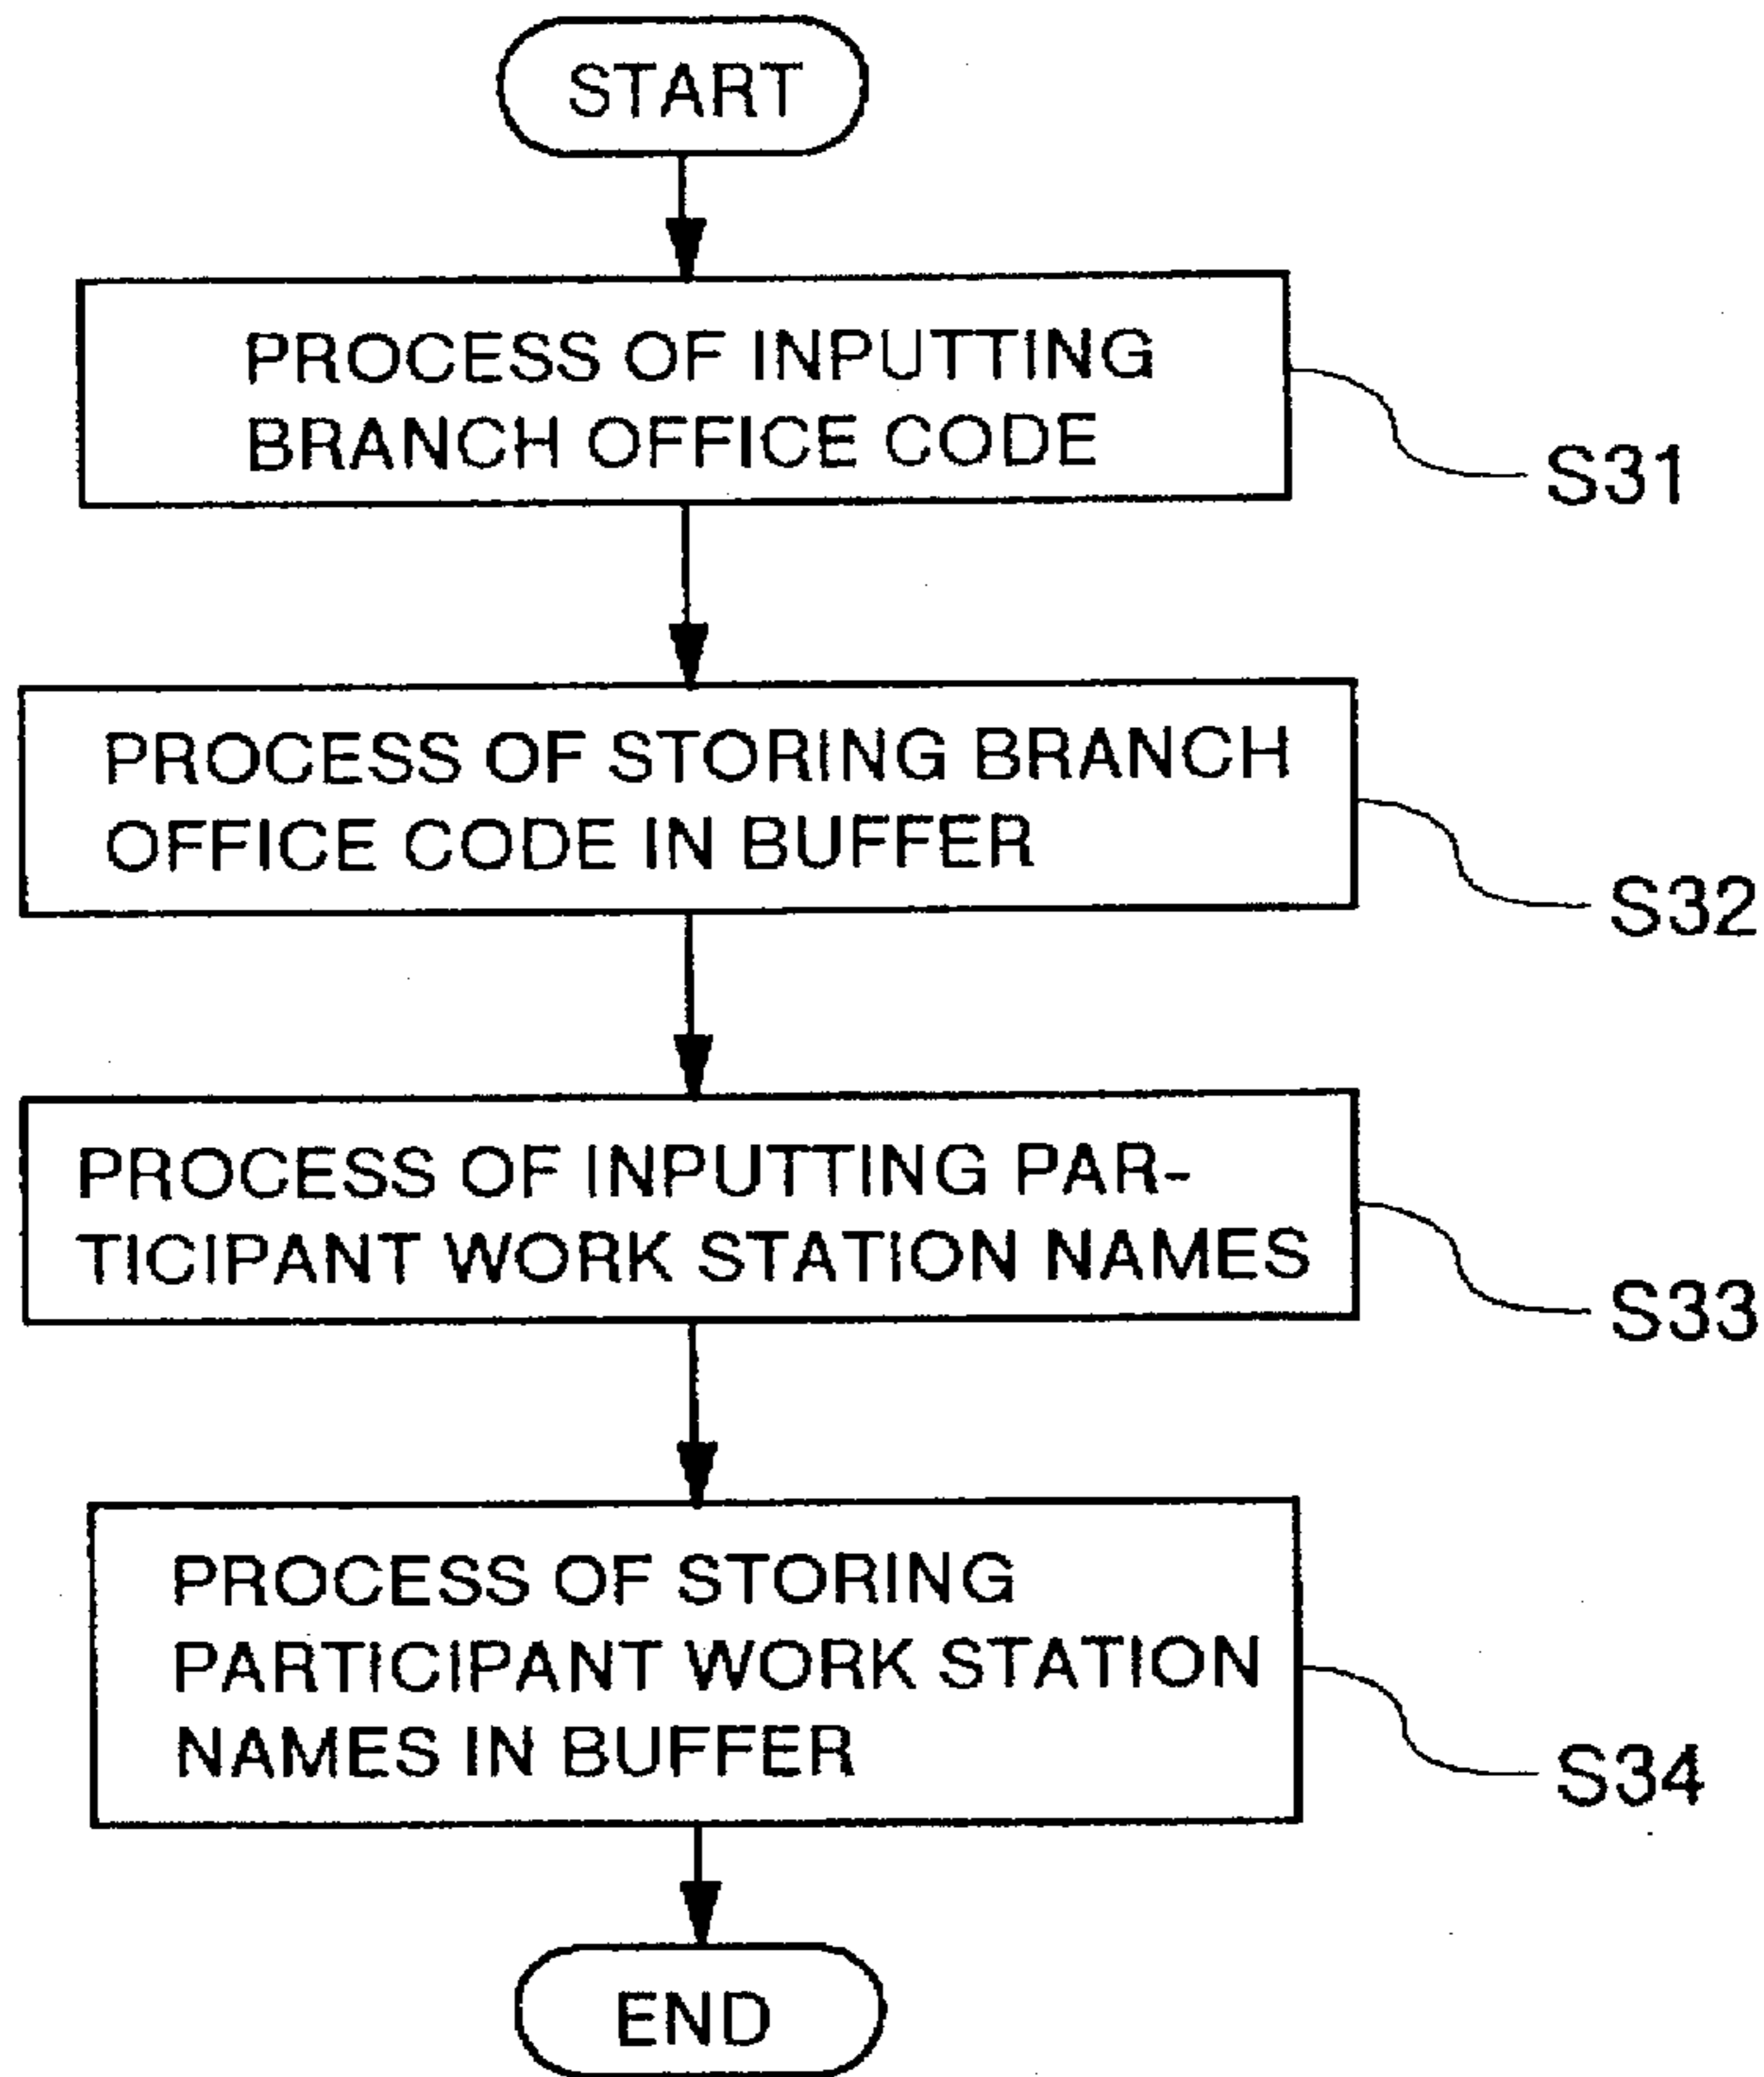 START
PROCESS OF INPUTTING
BRANCH OFFICE CODE
S31
PROCESS OF STORING BRANCH
OFFICE CODE IN BUFFER
S32
PROCESS OF INPUTTING PAR-
TICIPANT WORK STATION NAMES
S33
PROCESS OF STORING
PARTICIPANT WORK STATION
NAMES IN BUFFER
S34
END